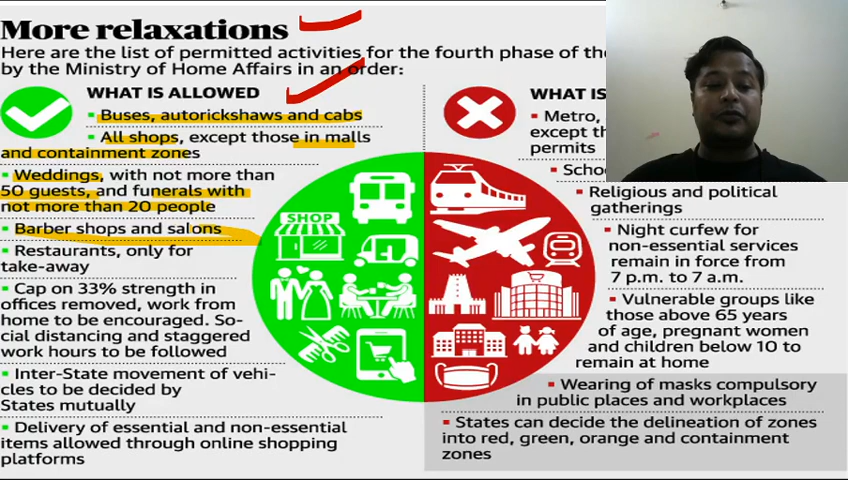 More relaxations
Here are the list of permitted activities for the fourth phase of the
by the Ministry of Home Affairs in an order:
WHAT IS ALLOWED
Buses, autorickshaws and cabs
All shops, except those in malls
and containment zones
Weddings, with not more than
50 guests, and funerals with
not more than 20 people
Barber shops and salons
Restaurants, only for
take-away
Cap on 33% strength in
offices removed, work from
home to be encouraged. So-
cial distancing and staggered
work hours to be followed
Inter-State movement of vehi-
cles to be decided by
States mutually
Delivery of essential and non-essential
items allowed through online shopping
platforms
SHOP
WHAT IS
Metro,
except
permits
Religious and political
gatherings
Night curfew for
non-essential services
remain in force from
7 p.m. to 7 a.m.
Vulnerable groups like
those above 65 years
of age, pregnant women
and children below 10 to
remain at home
Wearing of masks compulsory
in public places and workplaces
States can decide the delineation of zones
into red, green, orange and containment
zones